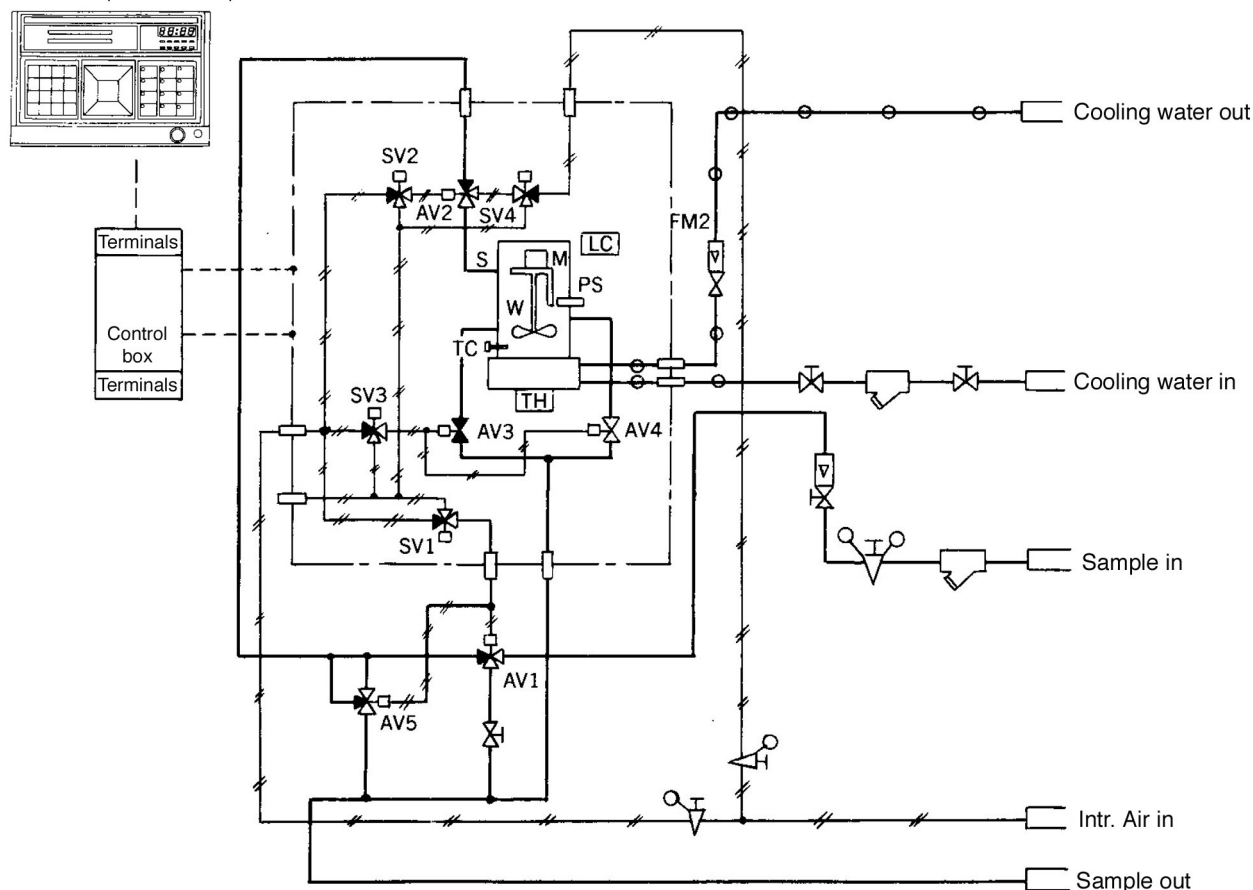 88:88
Cooling water out
SV2
AV2
SV4
LC
FM2
Terminals
S
M
PS
W
Control
box
TC
Terminals
TH
Cooling water in
SV3
AV3
AV4
SV1
Sample in
AV1
AV5
Intr. Air in
Sample out